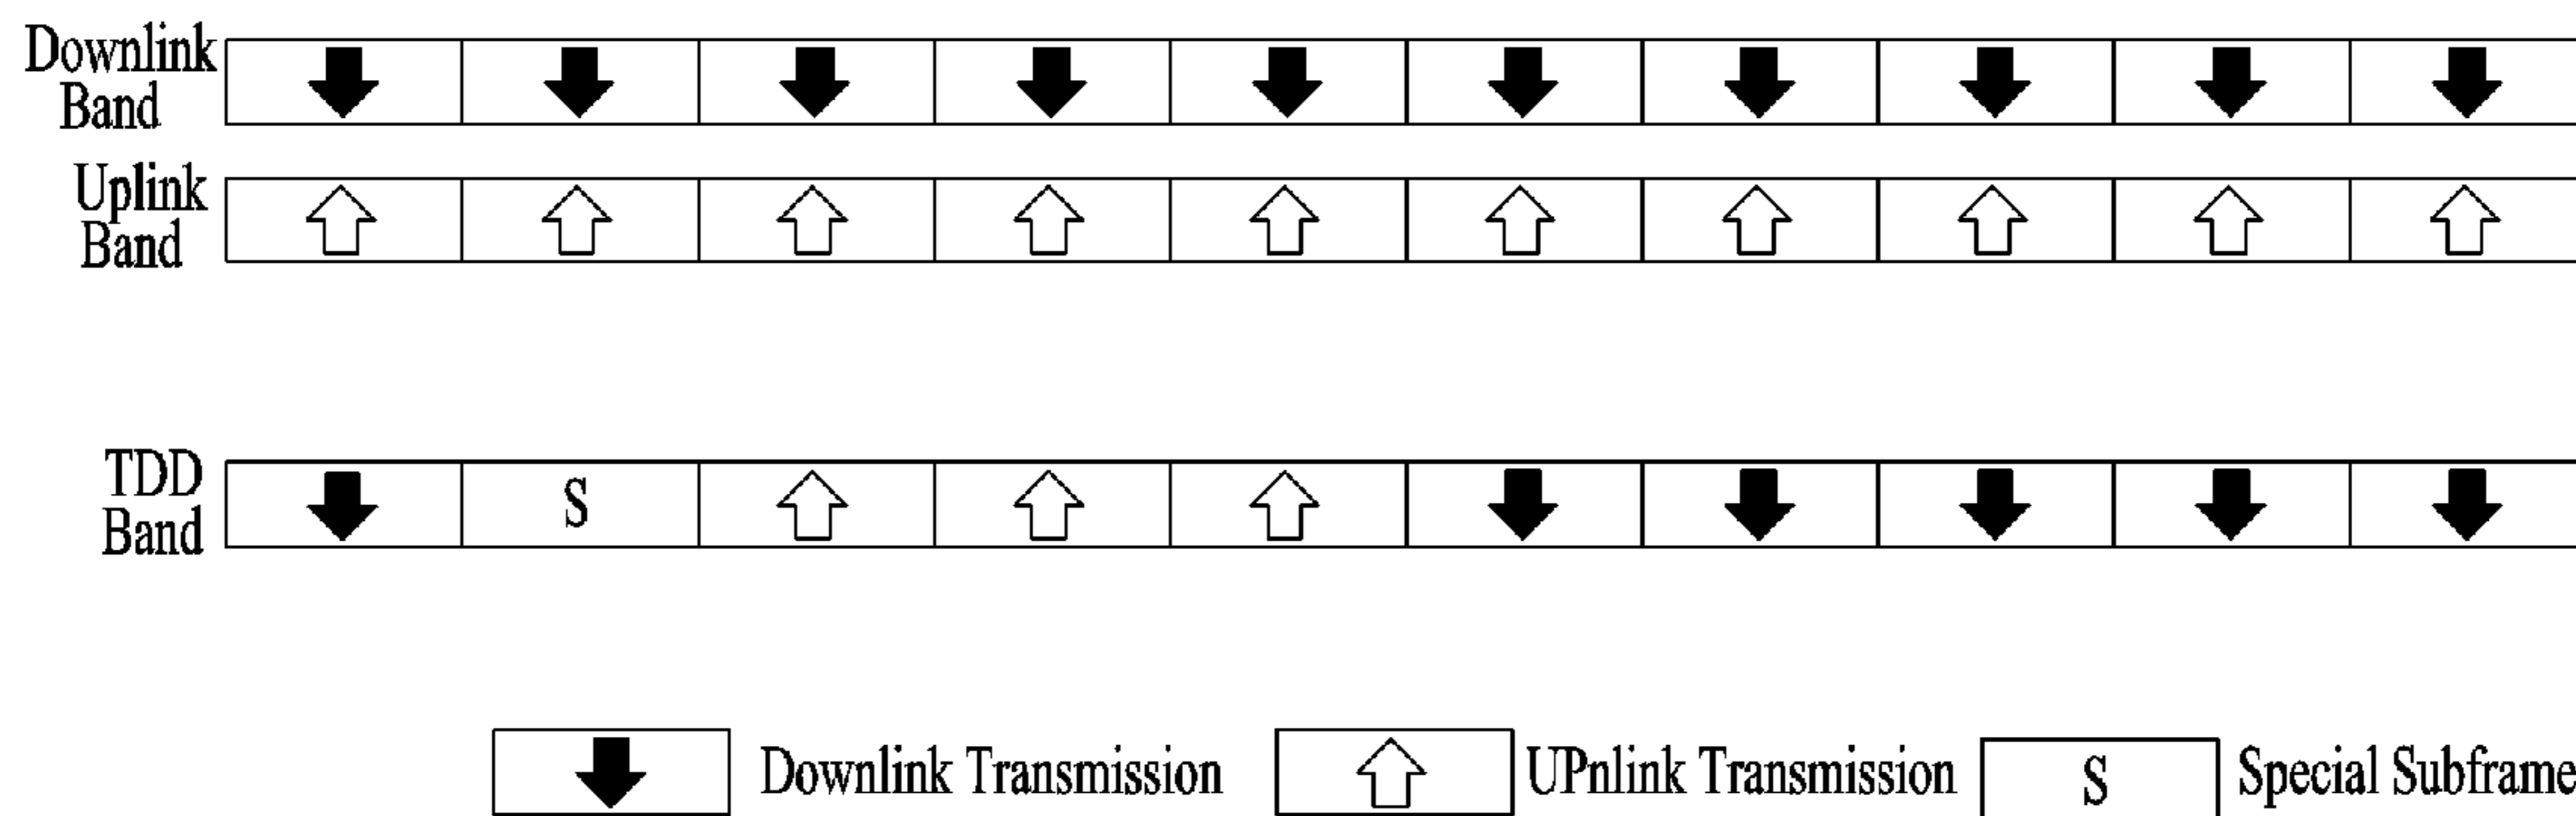 Downlink
Band
Uplink
Band
TDD
Band
S
Downlink Transmission
UPnlink Transmission
S
Special Subframe